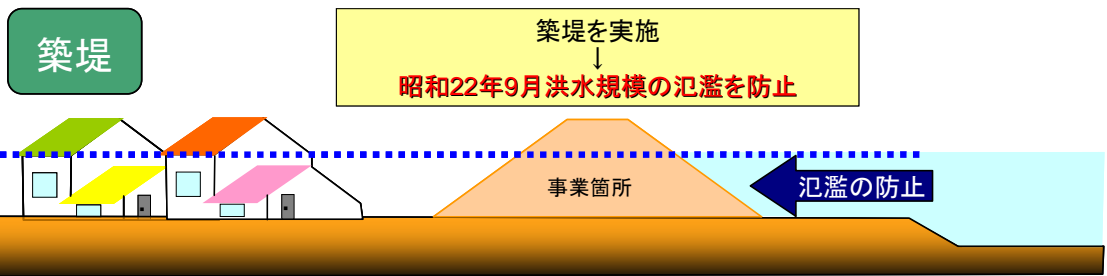 築堤
築堤を実施
↓
昭和22年9月洪水規模の氾濫を防止
事業箇所
氾濫の防止